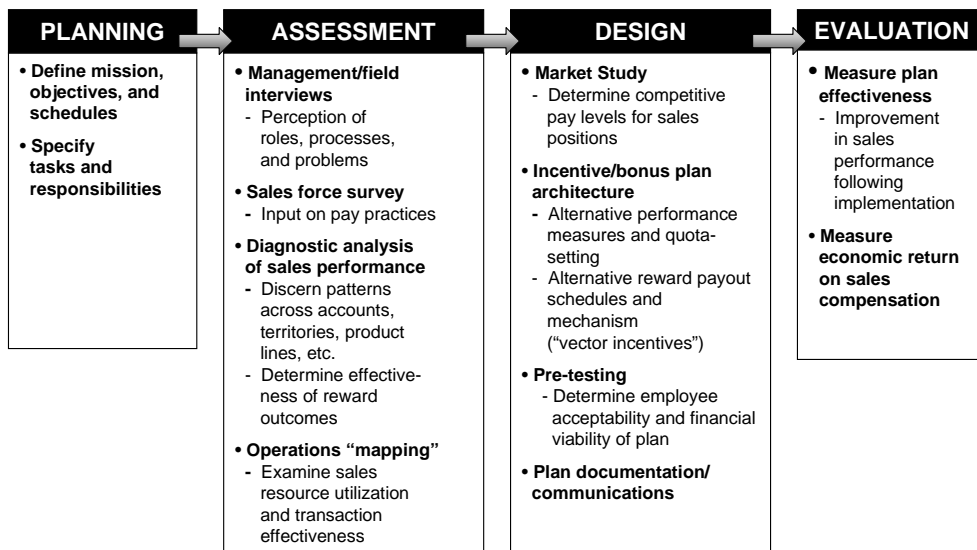 PLANNING
• Define mission,
objectives, and
schedules
• Specify
tasks and
responsibilities
ASSESSMENT
• Management/field
interviews
- Perception of
roles, processes,
and problems
• Sales force survey
- Input on pay practices
• Diagnostic analysis
of sales performance
- Discern patterns
across accounts,
territories, product
lines, etc.
- Determine effective-
ness of reward
outcomes
• Operations “mapping”
- Examine sales
resource utilization
and transaction
effectiveness
DESIGN
• Market Study
- Determine competitive
pay levels for sales
positions
• Incentive/bonus plan
architecture
- Alternative performance
measures and quota-
setting
- Alternative reward payout
schedules and
mechanism
(“vector incentives”)
• Pre-testing
- Determine employee
acceptability and financial
viability of plan
• Plan documentation/
communications
EVALUATION
• Measure plan
effectiveness
- Improvement
in sales
performance
following
implementation
• Measure
economic return
on sales
compensation